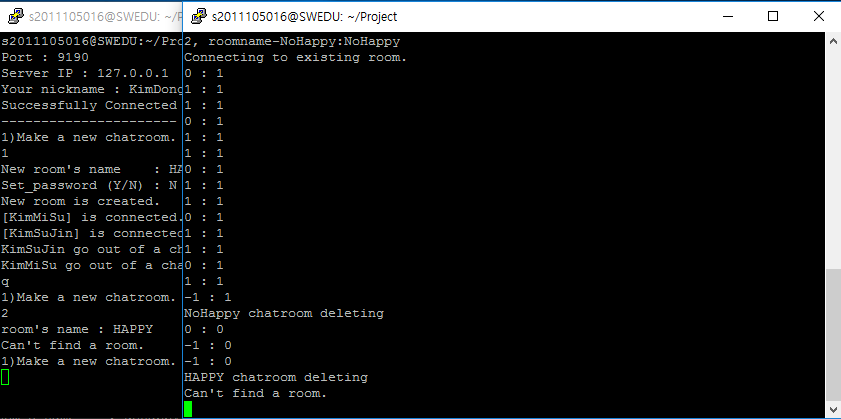 s2011105016@SWEDU: ~/P
s2011105016@SWEDU:~/Pro
Port : 9190
Server IP : 127.0.0.1
Your nickname : KimDong
Successfully Connected
----------------------
1)Make a new chatroom.
1
New room's name    : HA
Set_password (Y/N) : N
New room is created.
[KimMiSu] is connected.
[KimSuJin] is connected
KimSuJin go out of a ch
KimMiSu go out of a cha
q
1)Make a new chatroom.
2
room's name : HAPPY
Can't find a room.
1)Make a new chatroom.
s2011105016@SWEDU: ~/Project
2, roomname-NoHappy:NoHappy
Connecting to existing room.
0 : 1
1 : 1
1 : 1
0 : 1
1 : 1
1 : 1
0 : 1
1 : 1
1 : 1
0 : 1
1 : 1
1 : 1
0 : 1
1 : 1
-1 : 1
NoHappy chatroom deleting
0 : 0
-1 : 0
-1 : 0
HAPPY chatroom deleting
Can't find a room.